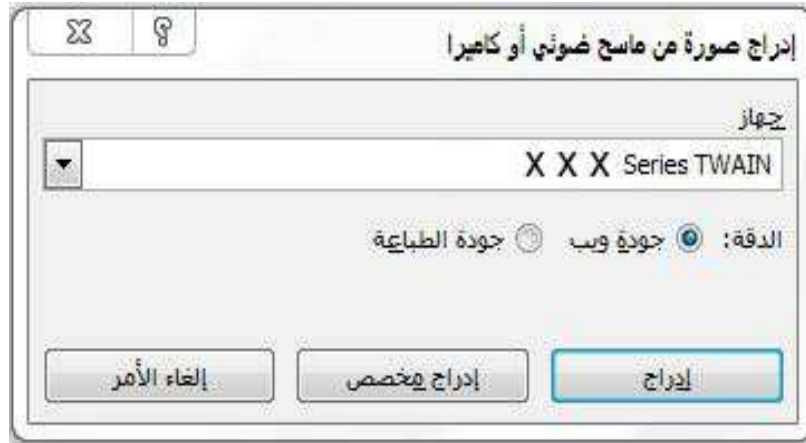 إدراج صورة من ماسح ضوئي أو كاميرا
جهاز
X X X Series TWAIN
الدقة: جودة ويب جودة الطباعة
إدراج إدراج مخصص إلغاء الأمر